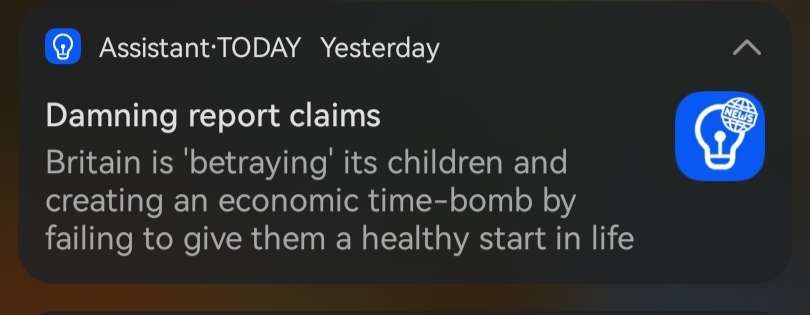 Assistant·TODAY Yesterday
Damning report claims
NEWS
Britain is 'betraying' its children and
creating an economic time-bomb by
failing to give them a healthy start in life